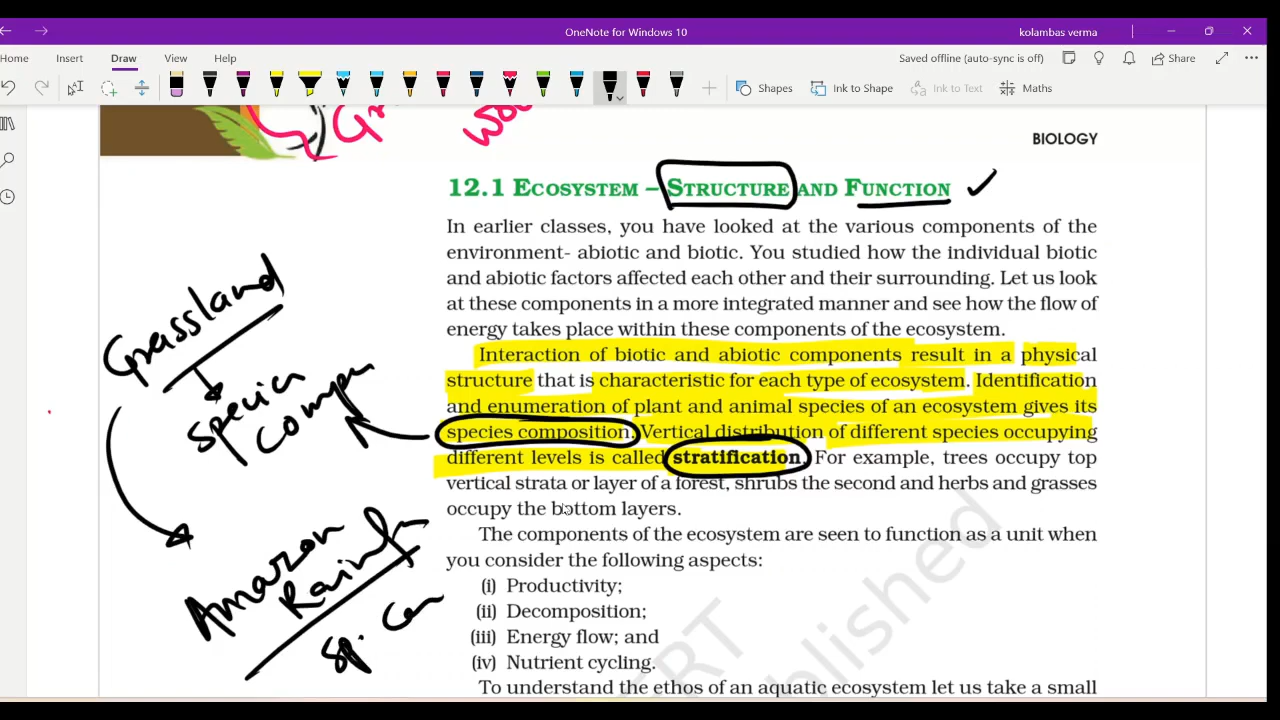 OneNote for Windows 10
kolambas verma
Home Insert Draw View Help
Saved offline (auto-sync is off)
Share
Shapes
Ink to Shape
Ink to Text
Maths
BIOLOGY
12.1 ECOSYSTEM – STRUCTURE AND FUNCTION
In earlier classes, you have looked at the various components of the
environment- abiotic and biotic. You studied how the individual biotic
and abiotic factors affected each other and their surrounding. Let us look
at these components in a more integrated manner and see how the flow of
energy takes place within these components of the ecosystem.
Interaction of biotic and abiotic components result in a physical
structure that is characteristic for each type of ecosystem. Identification
and enumeration of plant and animal species of an ecosystem gives its
species composition. Vertical distribution of different species occupying
different levels is called stratification. For example, trees occupy top
vertical strata or layer of a forest, shrubs the second and herbs and grasses
occupy the bottom layers.
The components of the ecosystem are seen to function as a unit when
you consider the following aspects:
(i) Productivity;
(ii) Decomposition;
(iii) Energy flow; and
(iv) Nutrient cycling.
To understand the ethos of an aquatic ecosystem let us take a small
Grassland
Species
Amazon
sp.